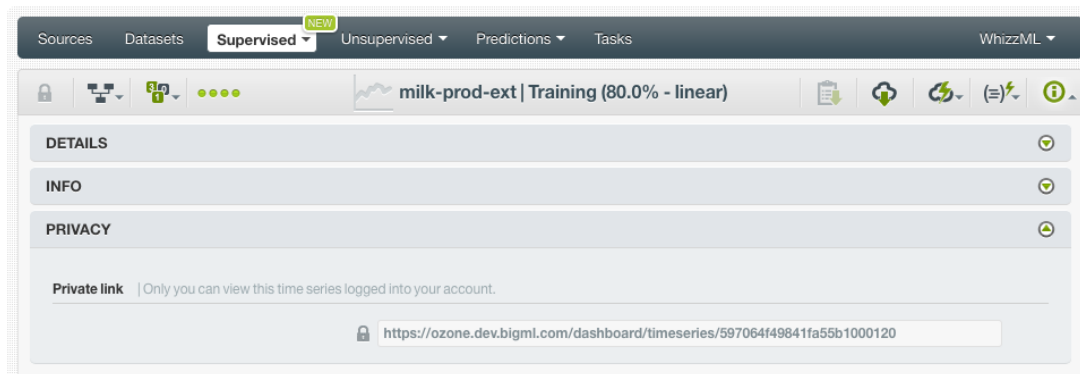 NEW
Sources Datasets Supervised Unsupervised Predictions Tasks WhizzML
milk-prod-ext | Training (80.0% - linear)
DETAILS
INFO
PRIVACY
Private link | Only you can view this time series logged into your account.
https://ozone.dev.bigml.com/dashboard/timeseries/597064f49841fa55b1000120